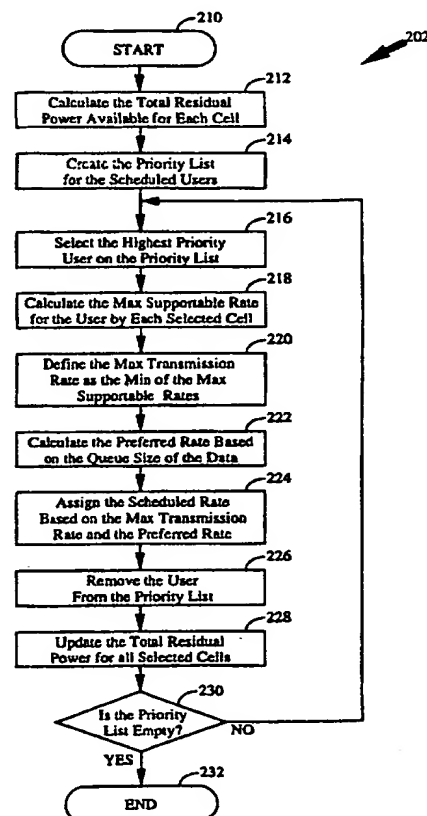 210
START
202
212
Calculate the Total Residual
Power Available for Each Cell
214
Create the Priority List
for the Scheduled Users
216
Select the Highest Priority
User on the Priority List
218
Calculate the Max Supportable Rate
for the User by Each Selected Cell
220
Define the Max Transmission
Rate as the Min of the Max
Supportable Rates
222
Calculate the Preferred Rate Based
on the Queue Size of the Data
224
Assign the Scheduled Rate
Based on the Max Transmission
Rate and the Preferred Rate
226
Remove the User
From the Priority List
228
Update the Total Residual
Power for all Selected Cells
230
Is the Priority
List Empty?
NO
YES
232
END